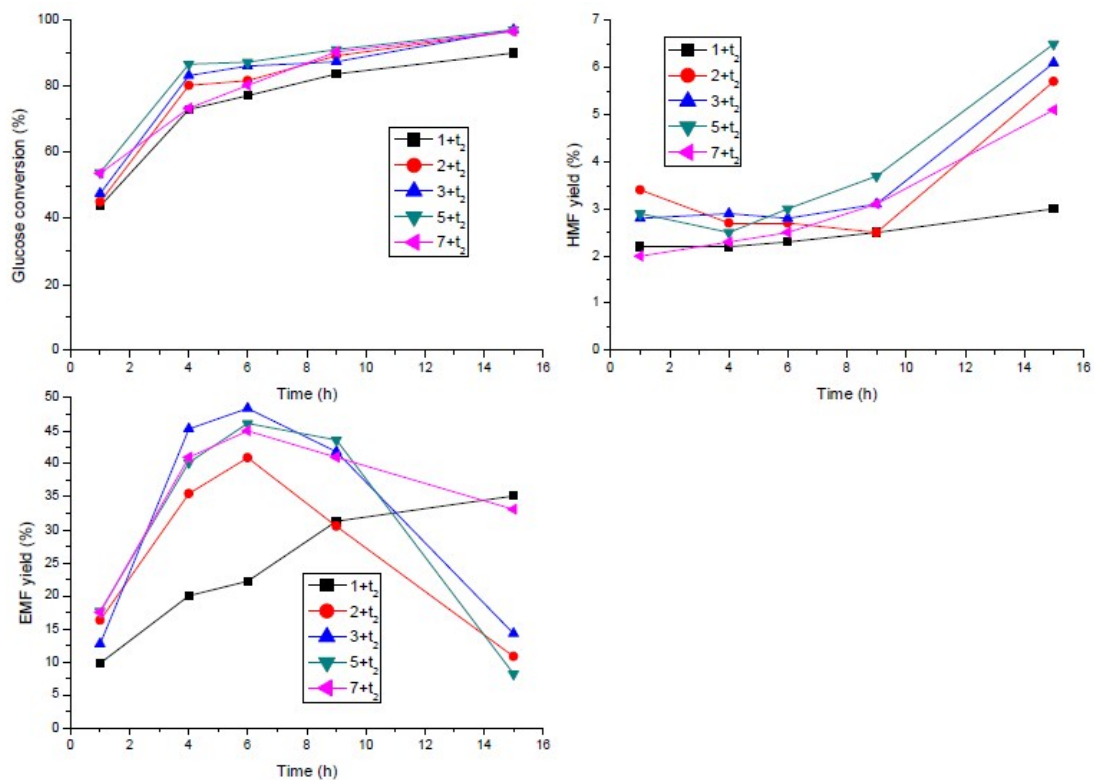 Glucose conversion (%)
100
80
60
40
20
0
1+t₂
2+t₂
3+t₂
5+t₂
7+t₂
0 2 4 6 8 10 12 14 16
Time (h)
HMF yield (%)
7
6
5
4
3
2
1
0
1+t₂
2+t₂
3+t₂
5+t₂
7+t₂
0 2 4 6 8 10 12 14 16
Time (h)
EMF yield (%)
50
45
40
35
30
25
20
15
10
5
0
1+t₂
2+t₂
3+t₂
5+t₂
7+t₂
0 2 4 6 8 10 12 14 16
Time (h)